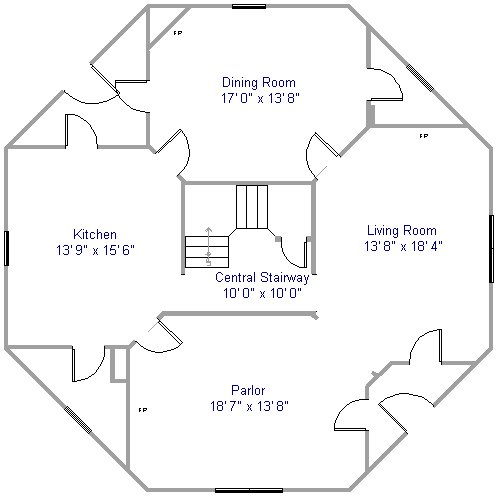 FP
Dining Room
17'0" x 13'8"
FP
Kitchen
13'9" x 15'6"
Living Room
13'8" x 18'4"
Central Stairway
10'0" x 10'0"
Parlor
18'7" x 13'8"
FP